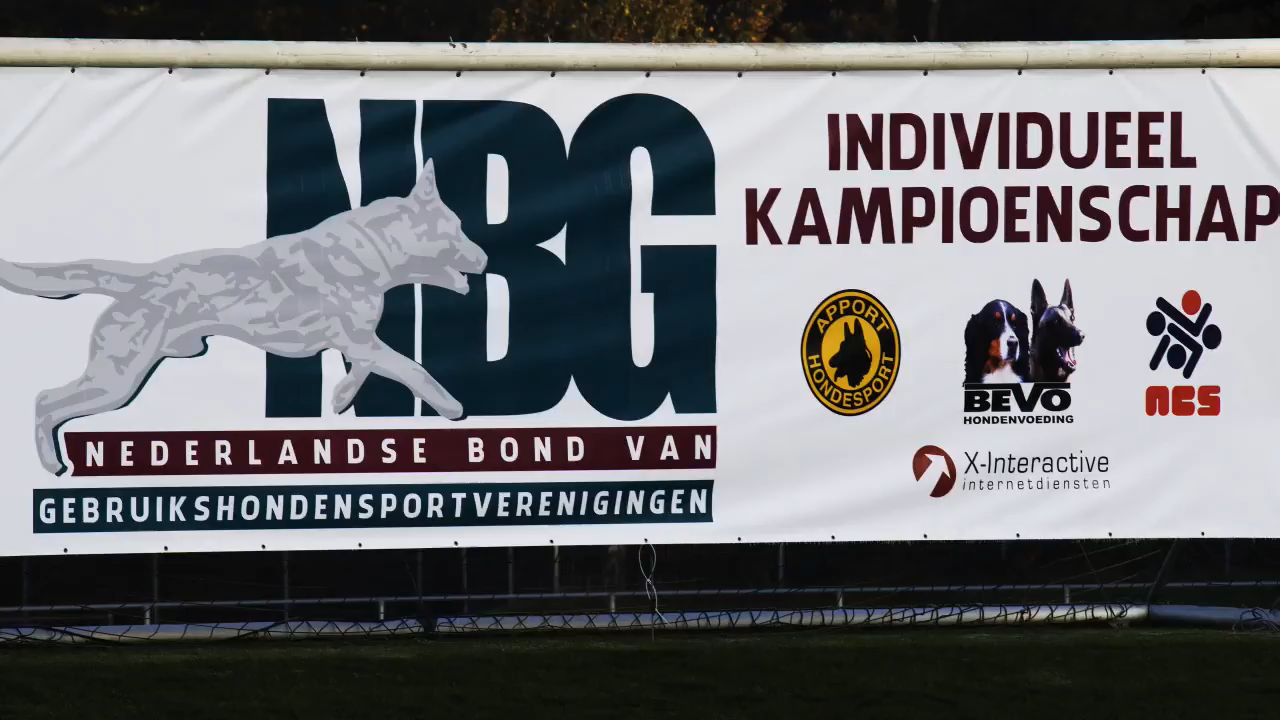 NBG
NEDERLANDSE BOND VAN
GEBRUIKSHONDENSPORTVERENIGINGEN
INDIVIDUEEL
KAMPIOENSCHAP
APPORT
HONDESPORT
BEVO
HONDENVOEDING
NCS
X-Interactive
internetdiensten